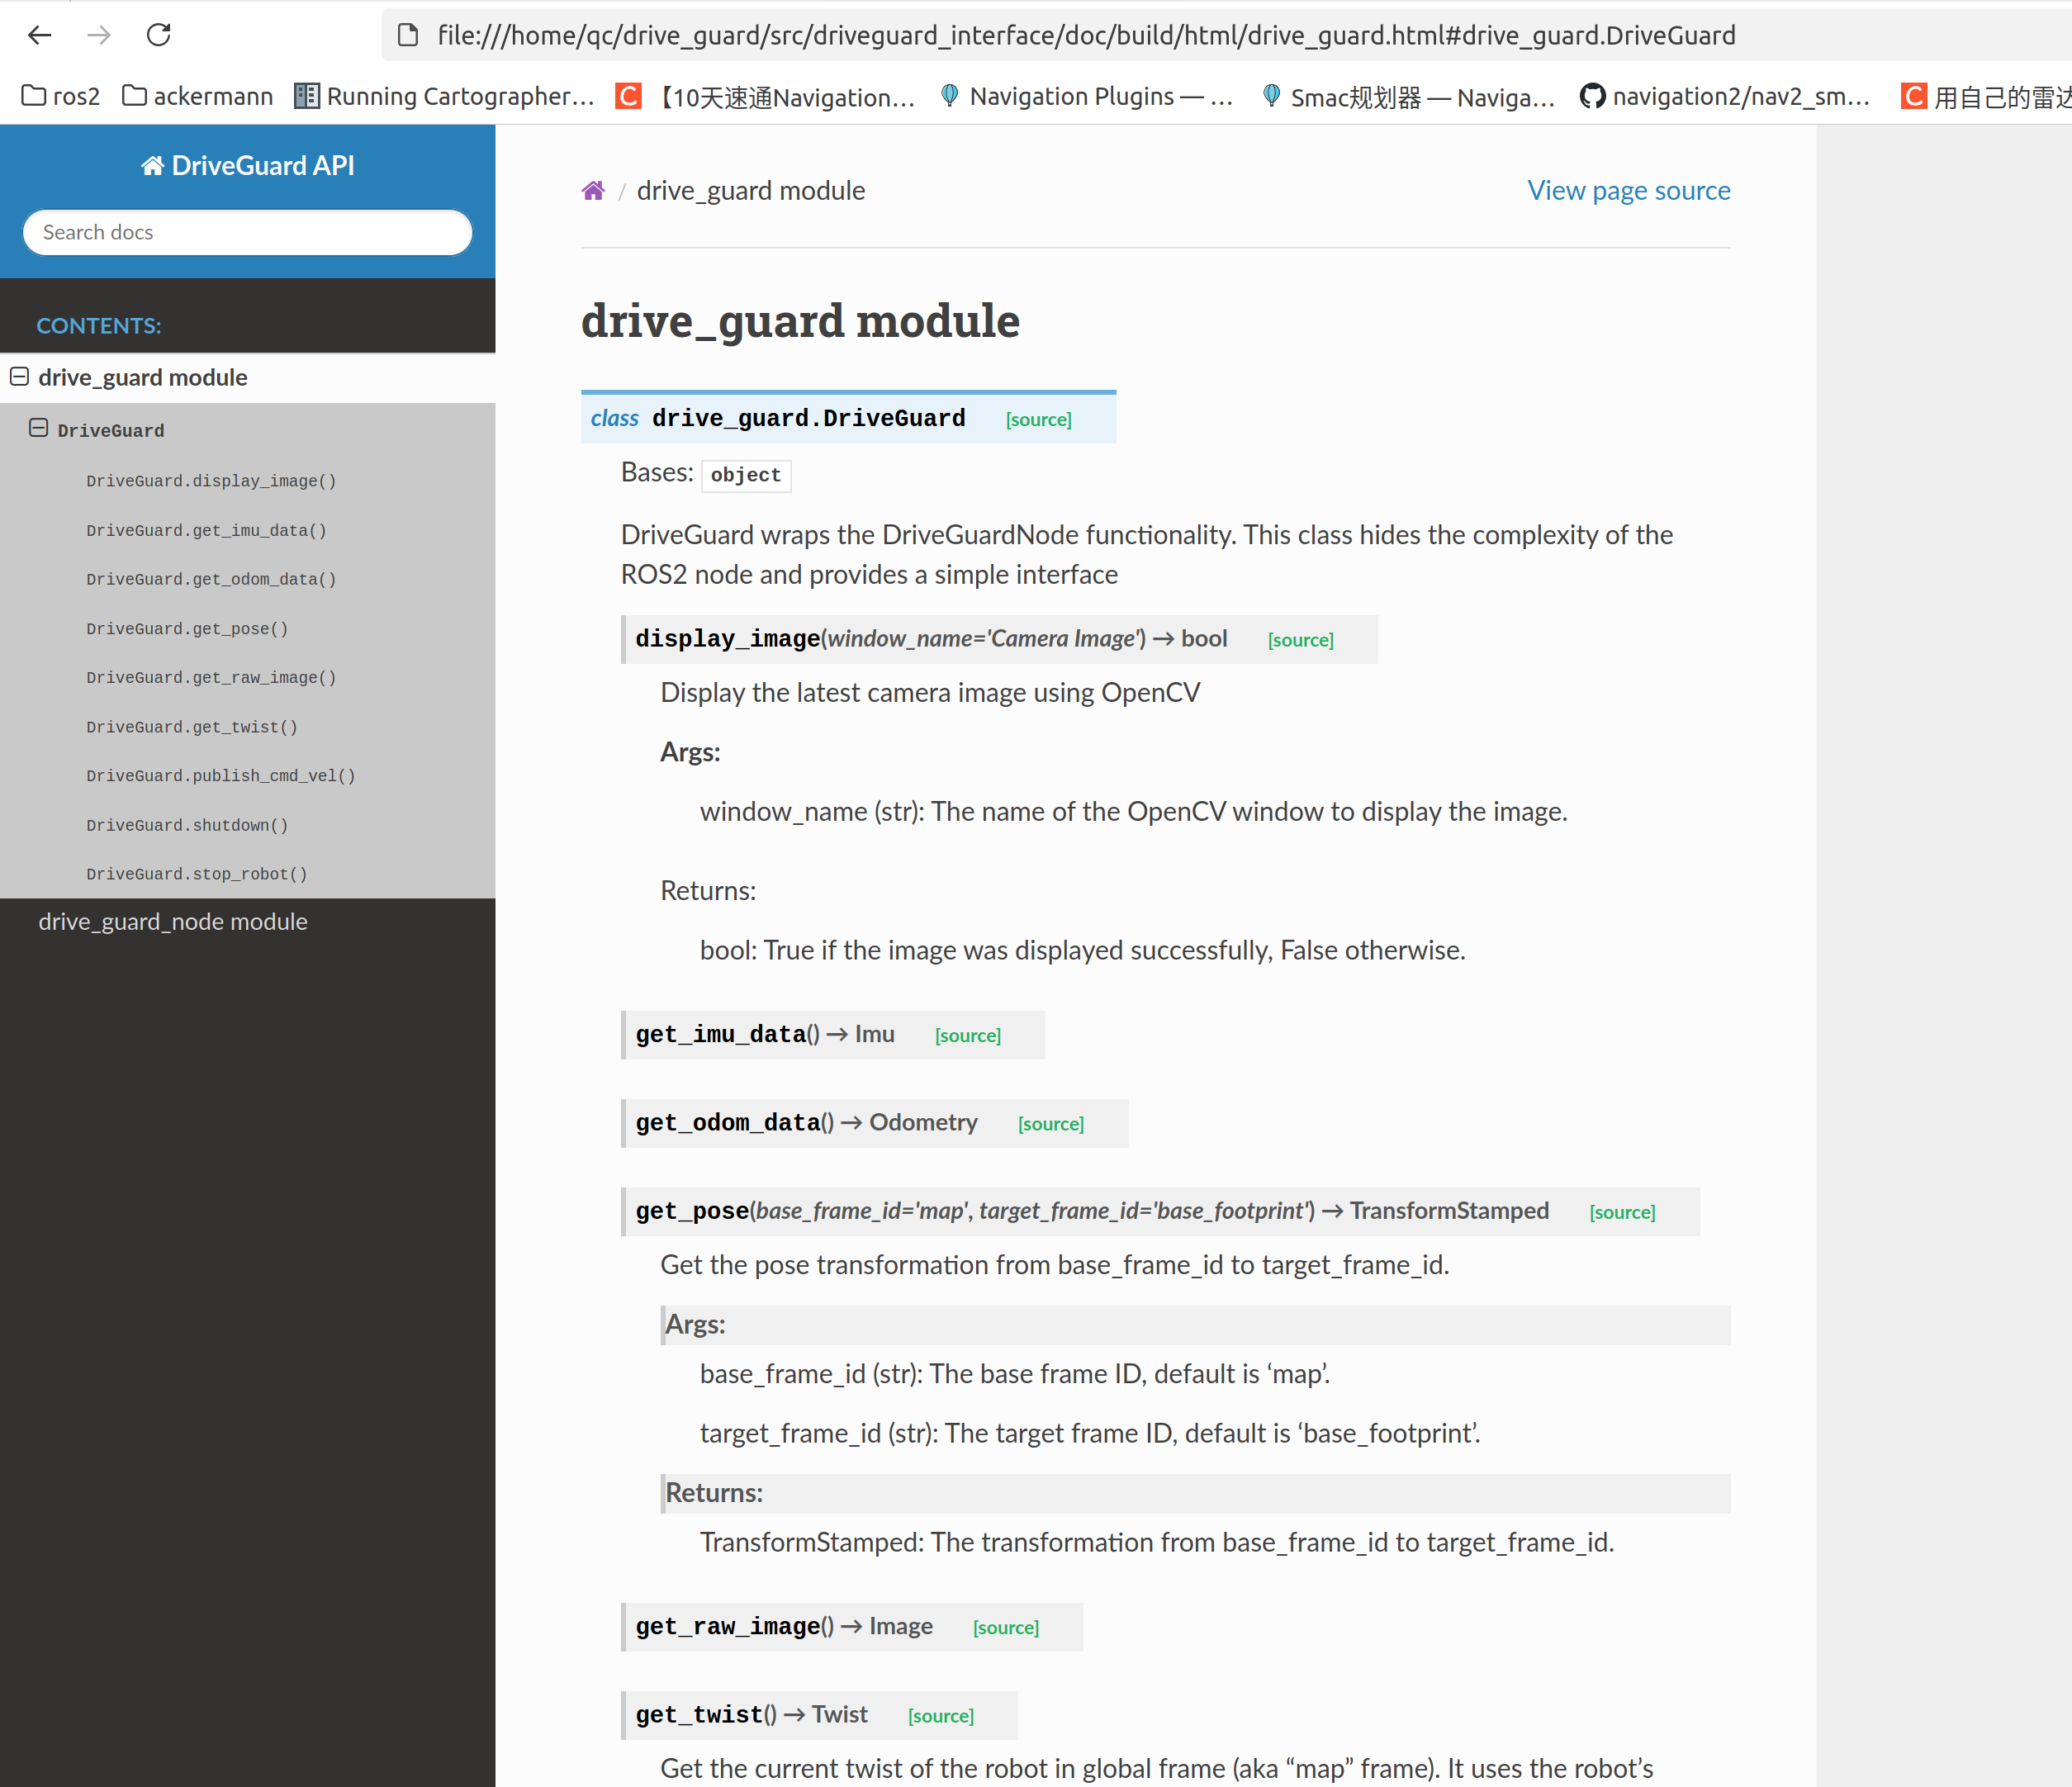 file:///home/qc/drive_guard/src/driveguard_interface/doc/build/html/drive_guard.html#drive_guard.DriveGuard
ros2 ackermann Running Cartographer… 【10天速通Navigation… Navigation Plugins — … Smac规划器 — Naviga… navigation2/nav2_sm… 用自己的雷达
DriveGuard API
Search docs
CONTENTS:
drive_guard module
DriveGuard
DriveGuard.display_image()
DriveGuard.get_imu_data()
DriveGuard.get_odom_data()
DriveGuard.get_pose()
DriveGuard.get_raw_image()
DriveGuard.get_twist()
DriveGuard.publish_cmd_vel()
DriveGuard.shutdown()
DriveGuard.stop_robot()
drive_guard_node module
/ drive_guard module
View page source
drive_guard module
class drive_guard.DriveGuard [source]
Bases: object
DriveGuard wraps the DriveGuardNode functionality. This class hides the complexity of the
ROS2 node and provides a simple interface
display_image(window_name='Camera Image') → bool [source]
Display the latest camera image using OpenCV
Args:
window_name (str): The name of the OpenCV window to display the image.
Returns:
bool: True if the image was displayed successfully, False otherwise.
get_imu_data() → Imu [source]
get_odom_data() → Odometry [source]
get_pose(base_frame_id='map', target_frame_id='base_footprint') → TransformStamped [source]
Get the pose transformation from base_frame_id to target_frame_id.
Args:
base_frame_id (str): The base frame ID, default is ‘map’.
target_frame_id (str): The target frame ID, default is ‘base_footprint’.
Returns:
TransformStamped: The transformation from base_frame_id to target_frame_id.
get_raw_image() → Image [source]
get_twist() → Twist [source]
Get the current twist of the robot in global frame (aka “map” frame). It uses the robot’s